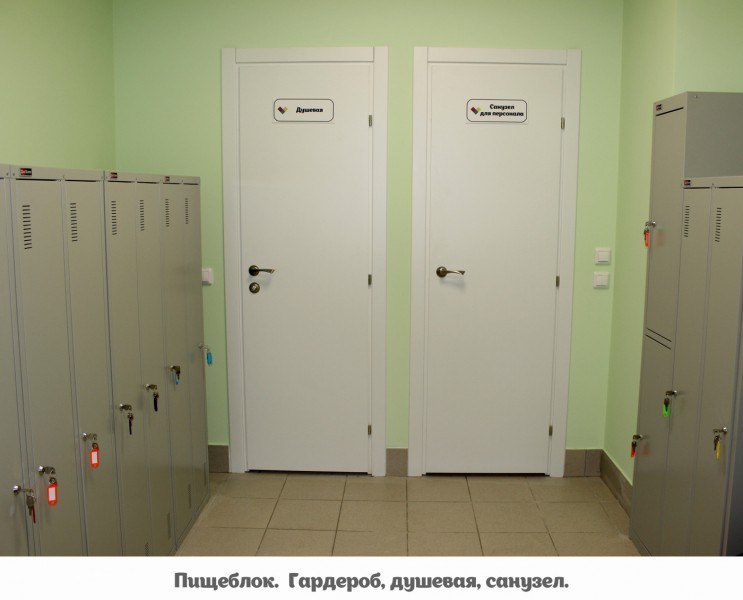 Душевая
Санузел
для персонала
Пищеблок. Гардероб, душевая, санузел.